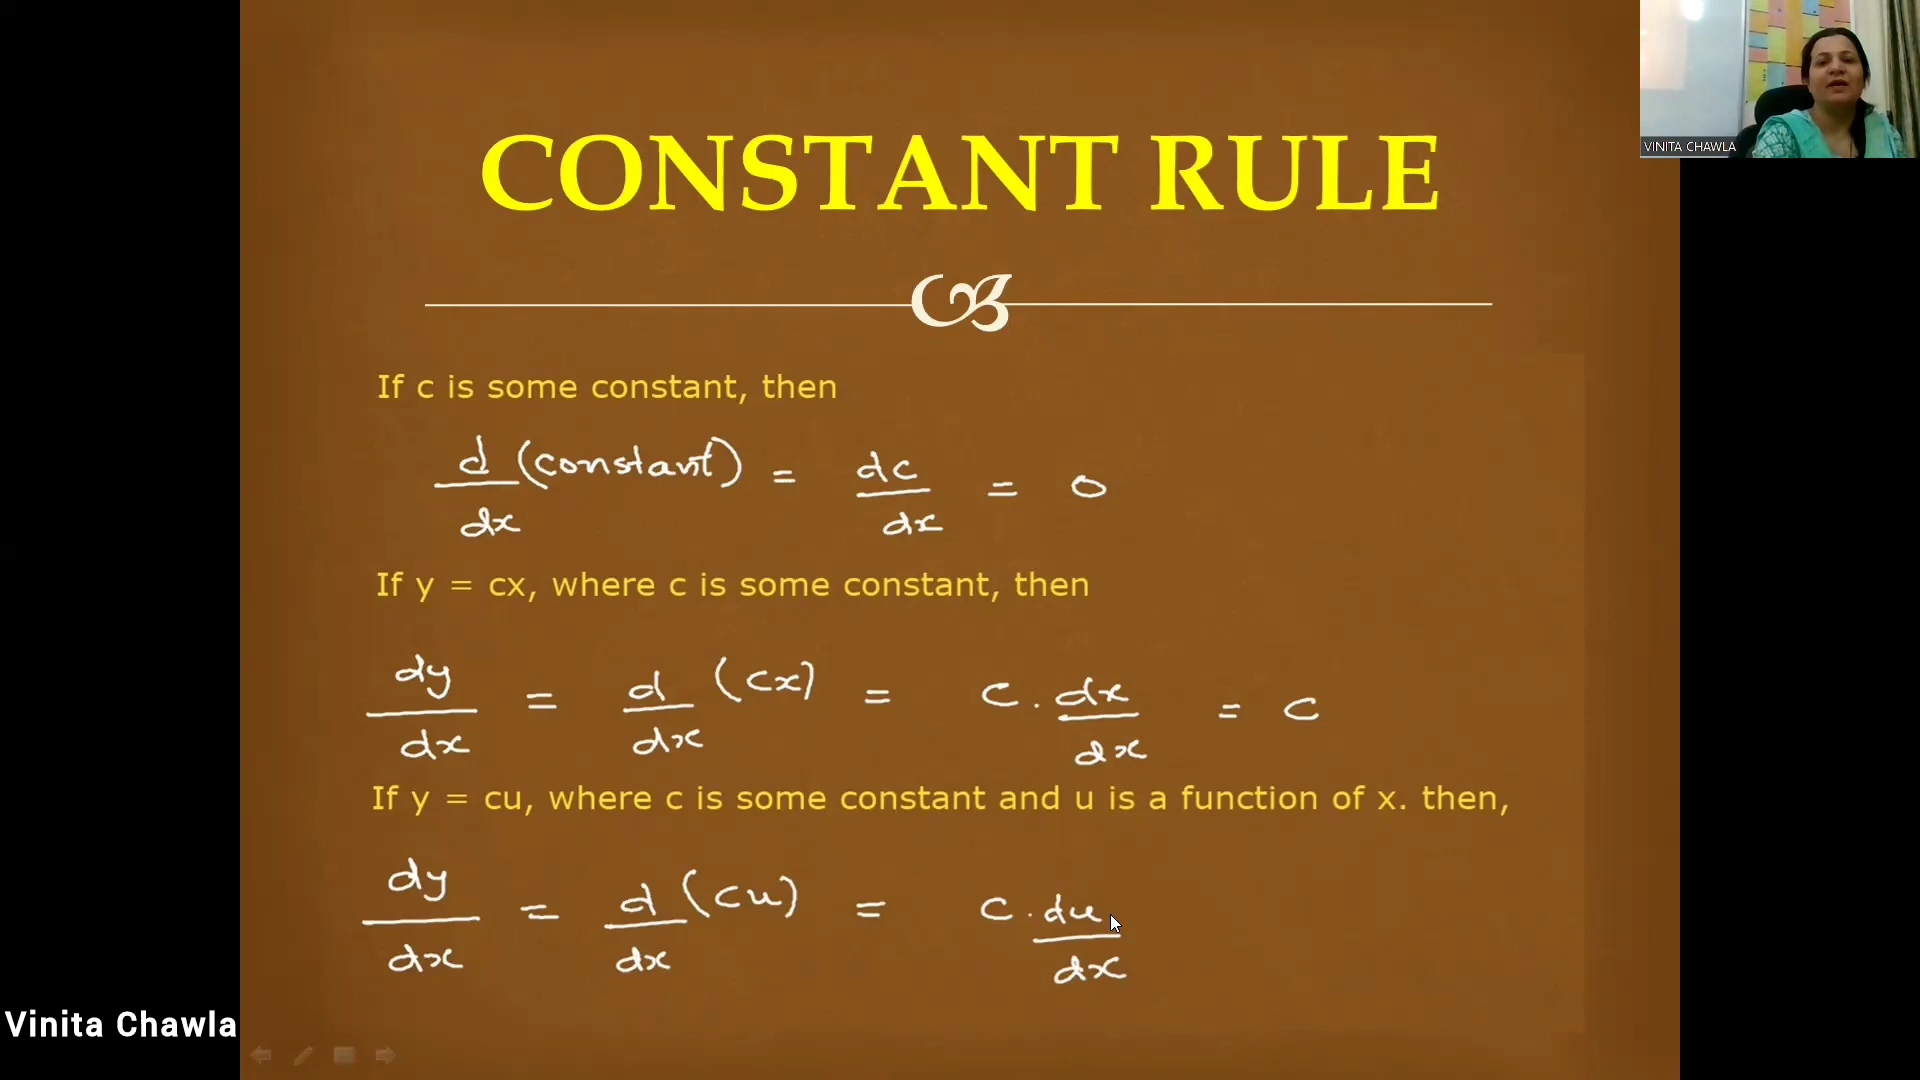 VINITA CHAWLA
CONSTANT RULE
If c is some constant, then
d/dx (constant) = dc/dx = 0
If y = cx, where c is some constant, then
dy/dx = d/dx (cx) = c . dx/dx = c
If y = cu, where c is some constant and u is a function of x. then,
dy/dx = d/dx (cu) = c . du/dx
Vinita Chawla